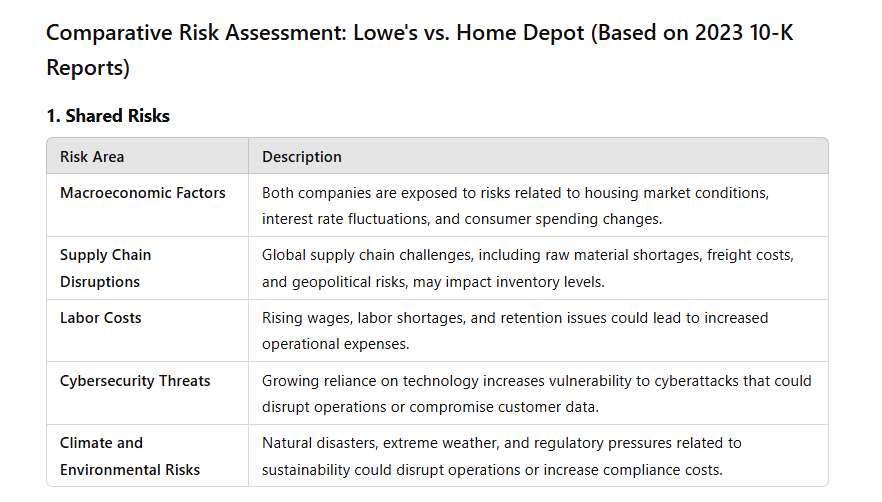 Comparative Risk Assessment: Lowe's vs. Home Depot (Based on 2023 10-K
Reports)
1. Shared Risks
Risk Area Description
Macroeconomic Factors Both companies are exposed to risks related to housing market conditions,
interest rate fluctuations, and consumer spending changes.
Supply Chain Global supply chain challenges, including raw material shortages, freight costs,
Disruptions and geopolitical risks, may impact inventory levels.
Labor Costs Rising wages, labor shortages, and retention issues could lead to increased
operational expenses.
Cybersecurity Threats Growing reliance on technology increases vulnerability to cyberattacks that could
disrupt operations or compromise customer data.
Climate and Natural disasters, extreme weather, and regulatory pressures related to
Environmental Risks sustainability could disrupt operations or increase compliance costs.